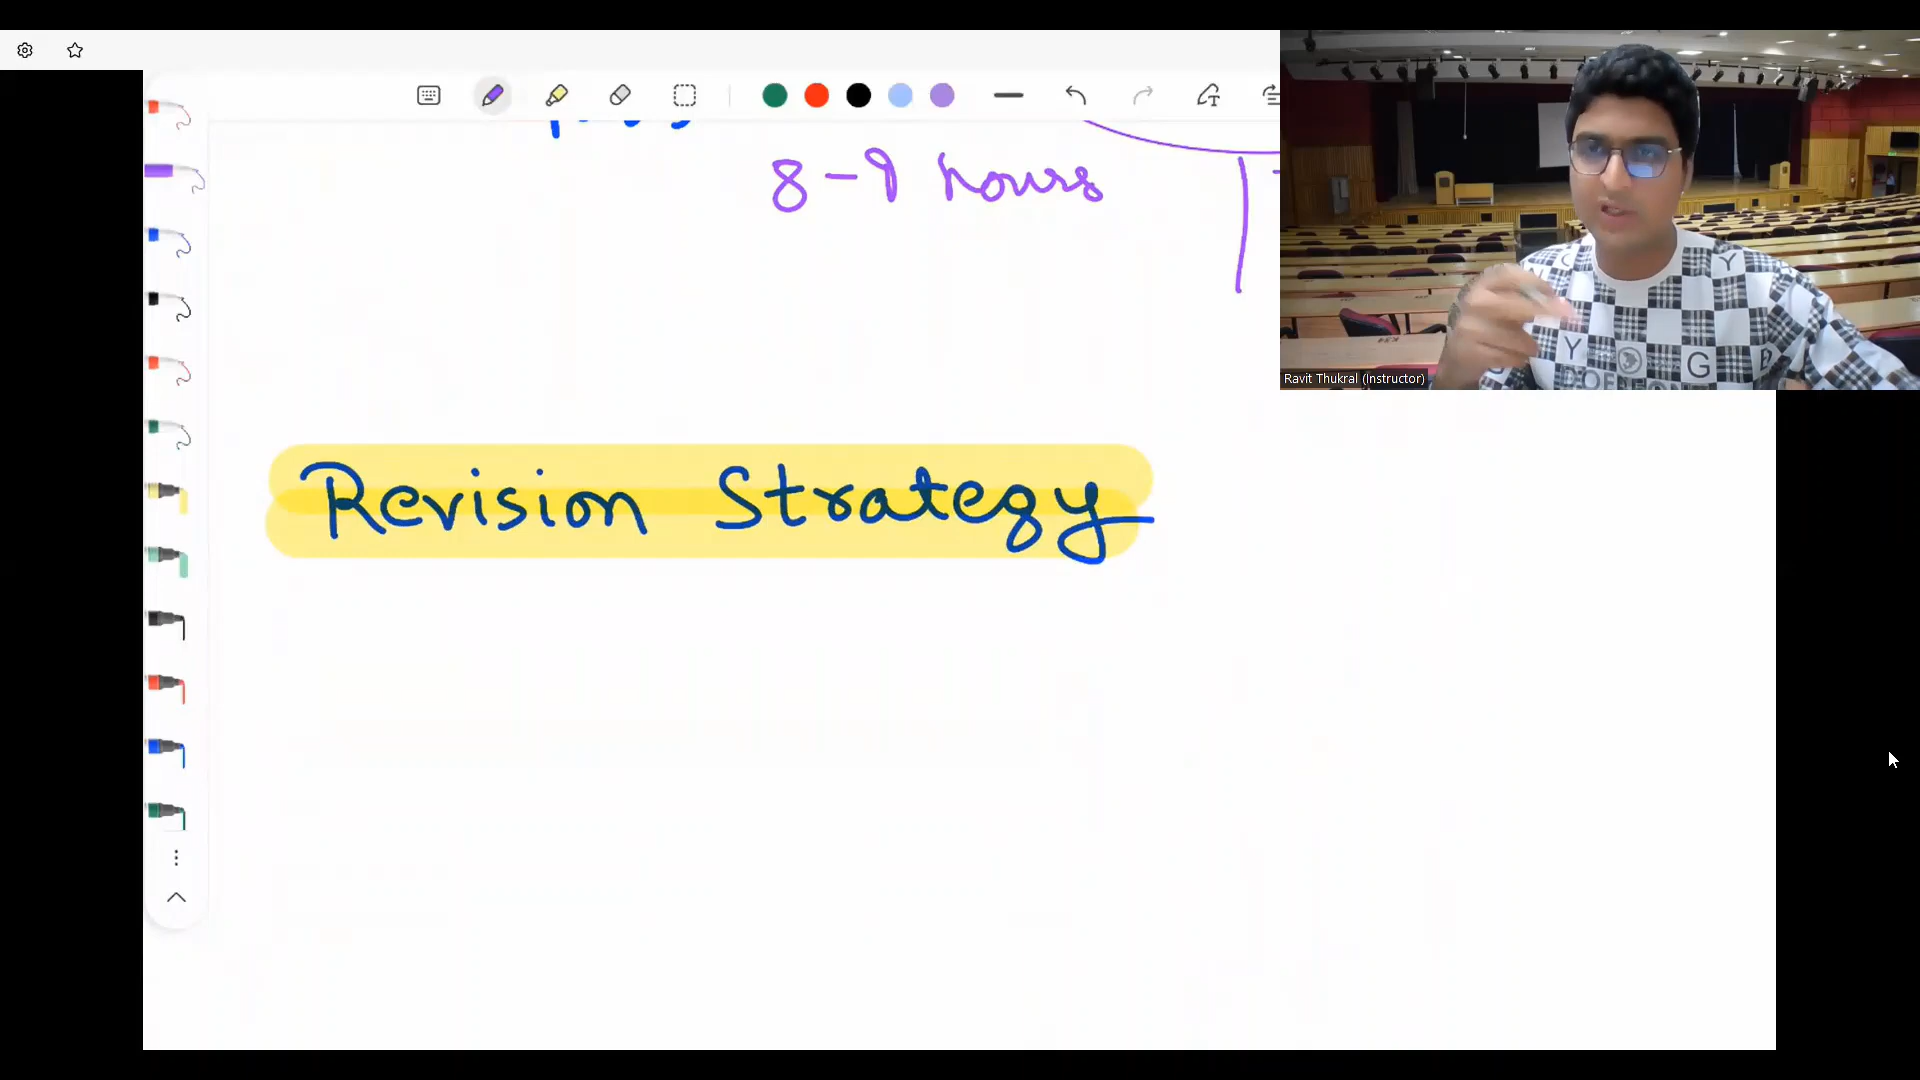 8-9 hours
Ravit Thukral (Instructor)
Revision Strategy
Y
Y
G